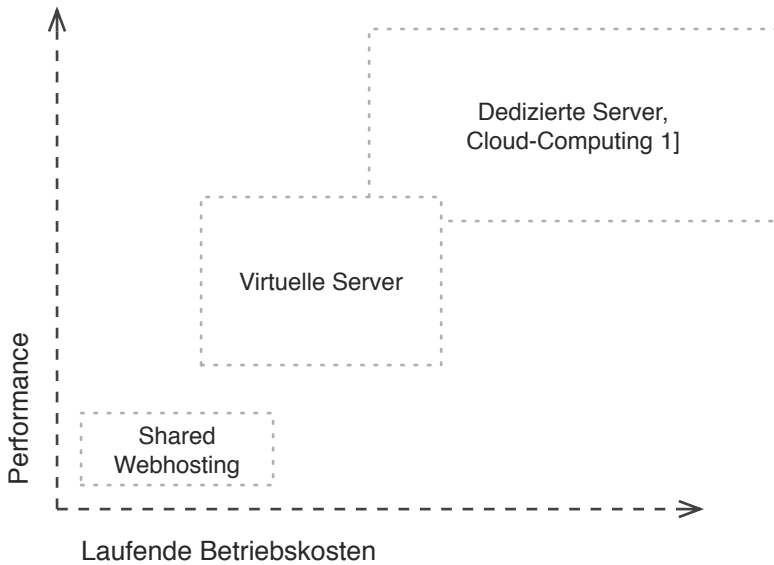 Dedizierte Server,
Cloud-Computing 1]
Virtuelle Server
Shared
Webhosting
Performance
Laufende Betriebskosten